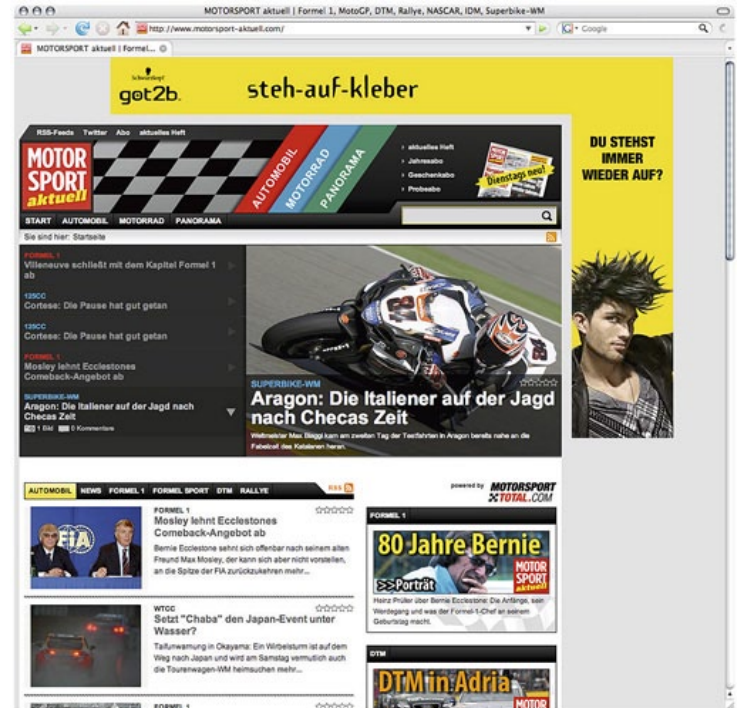 MOTORSPORT aktuell | Formel 1, MotoGP, DTM, Rallye, NASCAR, IDM, Superbike-WM
http://www.motorsport-aktuell.com/
Google
MOTORSPORT aktuell | Formel...
Schwarzkopf
got2b.
steh-auf-kleber
DU STEHST
IMMER
WIEDER AUF?
RSS-Feeds Twitter Abo aktuelles Heft
MOTOR
SPORT
aktuell
AUTOMOBIL
MOTORRAD
PANORAMA
aktuelles Heft
Jahresabo
Geschenkabo
Probeabo
Dienstags neu!
START AUTOMOBIL MOTORRAD PANORAMA
Sie sind hier: Startseite
FORMEL 1
Villeneuve schließt mit dem Kapitel Formel 1
ab
125CC
Cortese: Die Pause hat gut getan
125CC
Cortese: Die Pause hat gut getan
FORMEL 1
Mosley lehnt Ecclestones
Comeback-Angebot ab
SUPERBIKE-WM
Aragon: Die Italiener auf der Jagd nach
Checas Zeit
1 Bild 0 Kommentare
SUPERBIKE-WM
Aragon: Die Italiener auf der Jagd
nach Checas Zeit
Weltmeister Max Biaggi kam am zweiten Tag der Testfahrten in Aragon bereits nahe an die
Fabelzeit des Katalanen heran.
AUTOMOBIL NEWS FORMEL 1 FORMEL SPORT DTM RALLYE RSS
powered by MOTORSPORT
TOTAL.COM
FIA
FORMEL 1
Mosley lehnt Ecclestones
Comeback-Angebot ab
Bernie Ecclestone sehnt sich offenbar nach seinem alten
Freund Max Mosley, der kann sich aber nicht vorstellen,
an die Spitze der FIA zurückzukehren mehr...
WTCC
Setzt "Chaba" den Japan-Event unter
Wasser?
Taifunwarnung in Okayama: Ein Wirbelsturm ist auf dem
Weg nach Japan und wird am Samstag vermutlich auch
die Tourenwagen-WM heimsuchen mehr...
FORMEL 1
FORMEL 1
80 Jahre Bernie
>>Porträt
MOTOR
SPORT
aktuell
Heinz Prüller über Bernie Ecclestone: Die Anfänge, sein
Werdegang und was der Formel-1-Chef an seinem
Geburtstag macht.
DTM
DTM in Adria
MOTOR